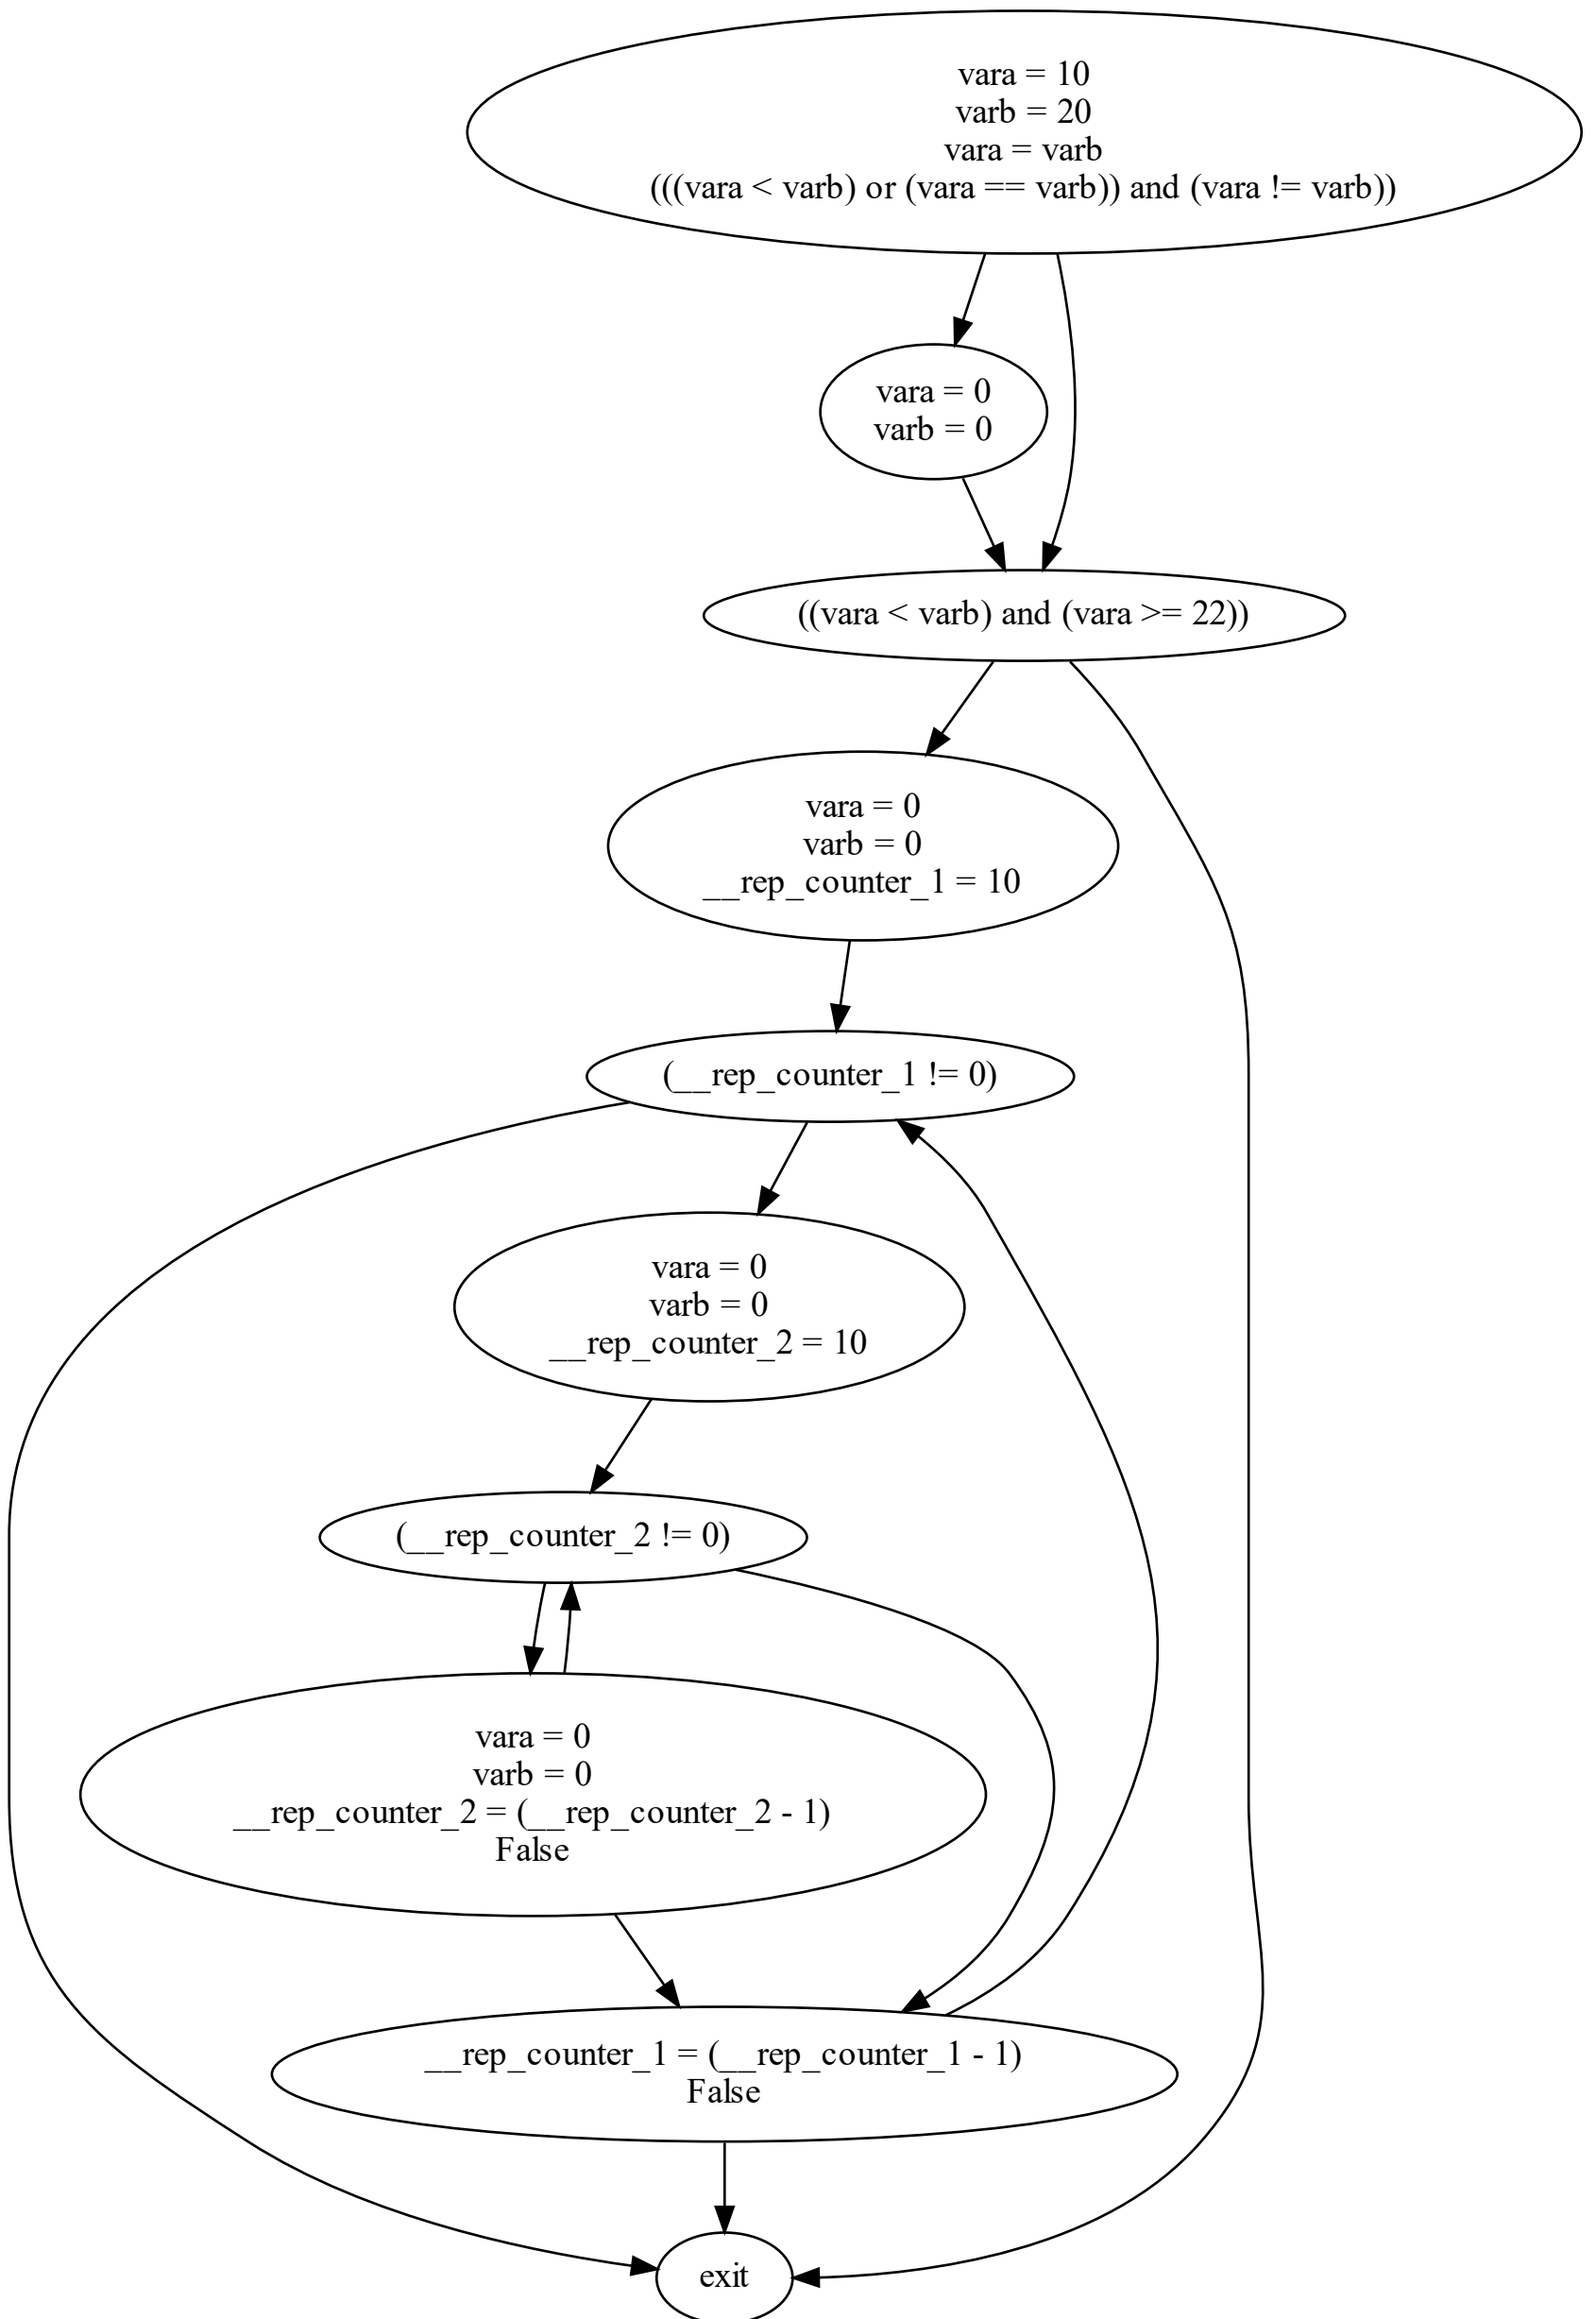 vara = 10
varb = 20
vara = varb
(((vara < varb) or (vara == varb)) and (vara != varb))
vara = 0
varb = 0
((vara < varb) and (vara >= 22))
vara = 0
varb = 0
__rep_counter_1 = 10
(__rep_counter_1 != 0)
vara = 0
varb = 0
__rep_counter_2 = 10
(__rep_counter_2 != 0)
vara = 0
varb = 0
__rep_counter_2 = (__rep_counter_2 - 1)
False
__rep_counter_1 = (__rep_counter_1 - 1)
False
exit